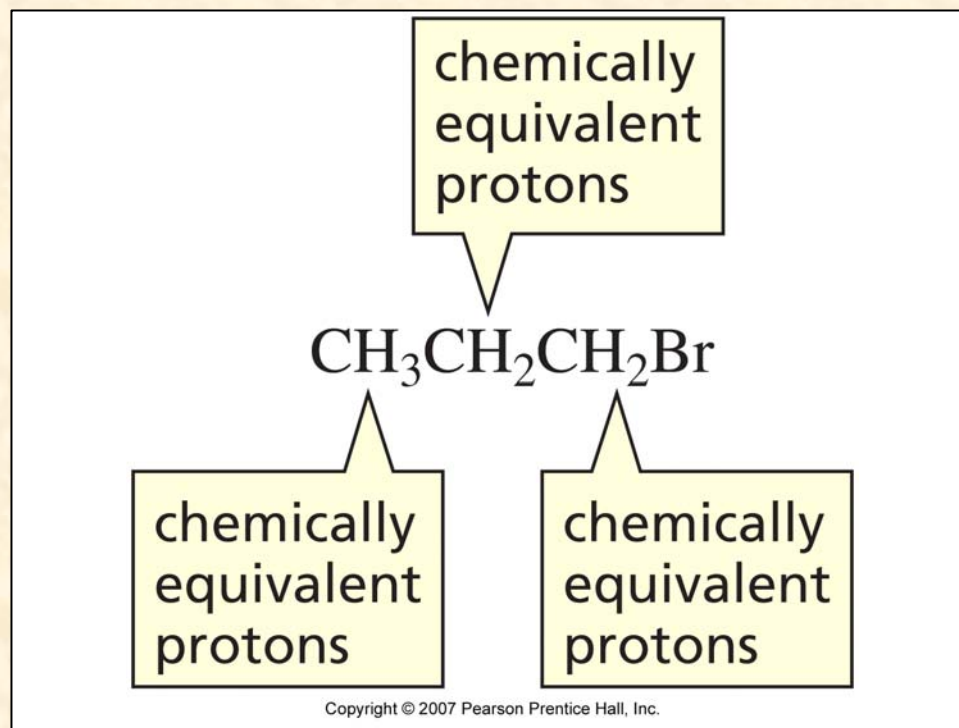 chemically
equivalent
protons
CH₃CH₂CH₂Br
chemically
equivalent
protons
chemically
equivalent
protons
Copyright © 2007 Pearson Prentice Hall, Inc.